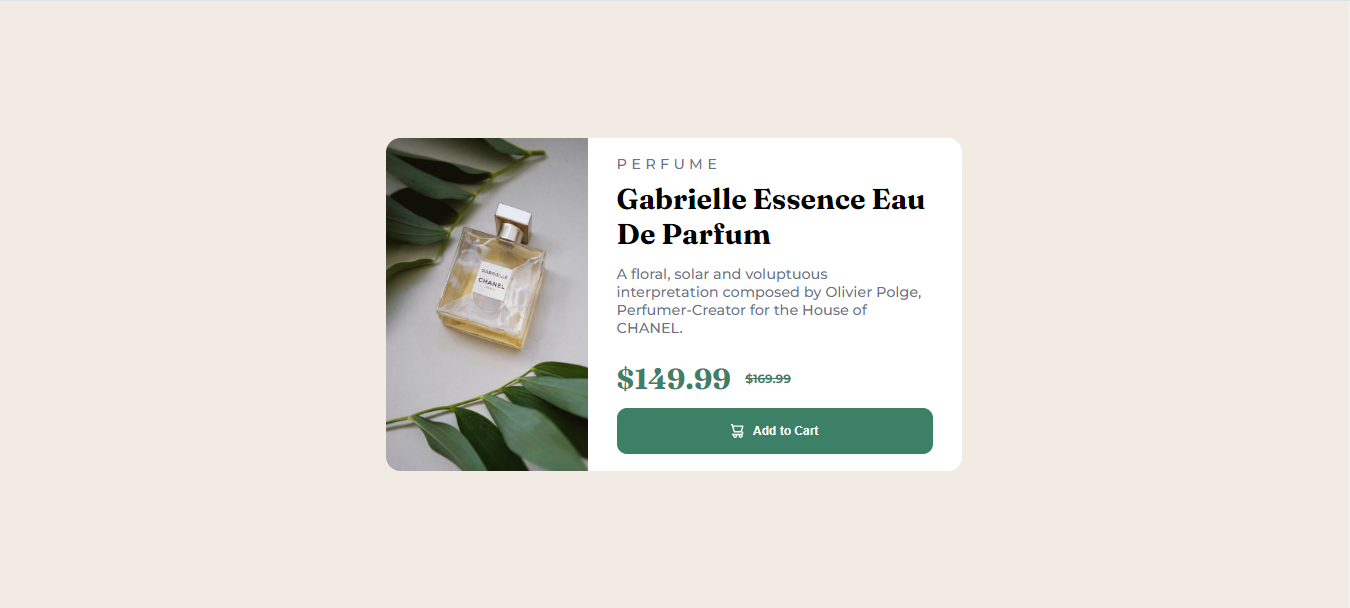 PERFUME
Gabrielle Essence Eau
De Parfum
A floral, solar and voluptuous
interpretation composed by Olivier Polge,
Perfumer-Creator for the House of
CHANEL.
$149.99 $169.99
Add to Cart
GABRIELLE
CHANEL